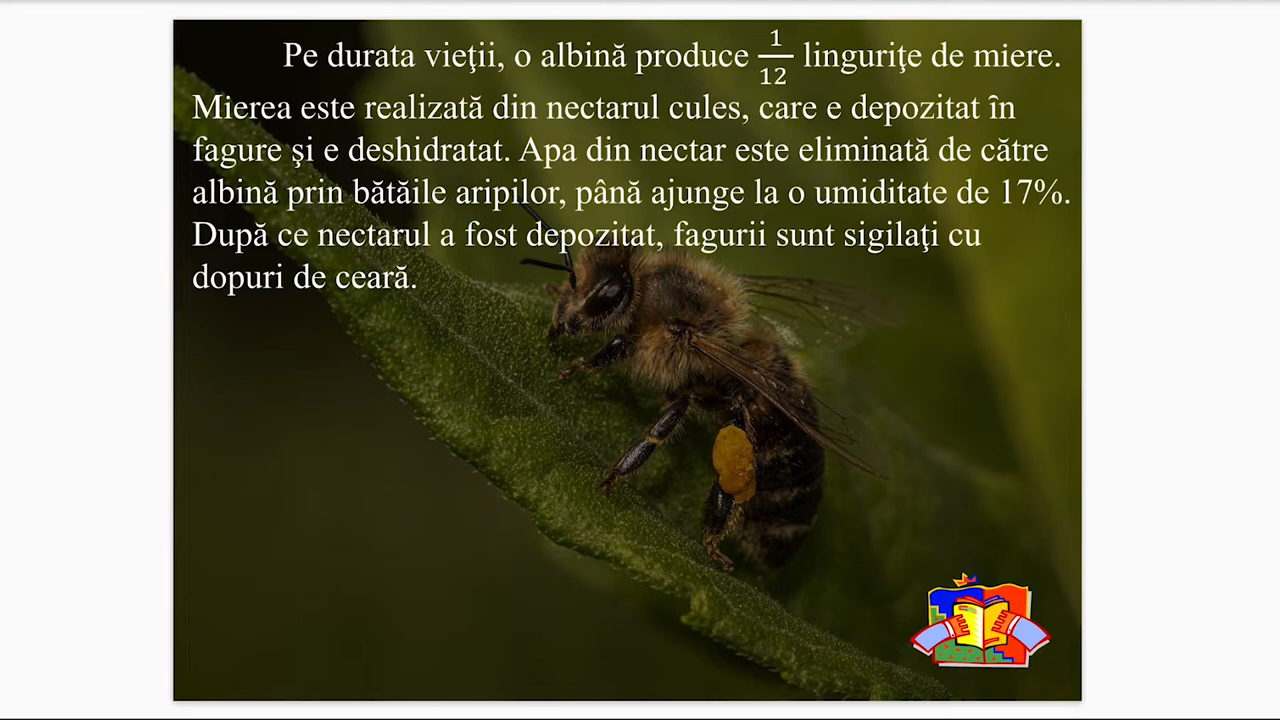 Pe durata vieţii, o albină produce 1/12 linguriţe de miere.
Mierea este realizată din nectarul cules, care e depozitat în
fagure şi e deshidratat. Apa din nectar este eliminată de către
albină prin bătăile aripilor, până ajunge la o umiditate de 17%.
După ce nectarul a fost depozitat, fagurii sunt sigilaţi cu
dopuri de ceară.